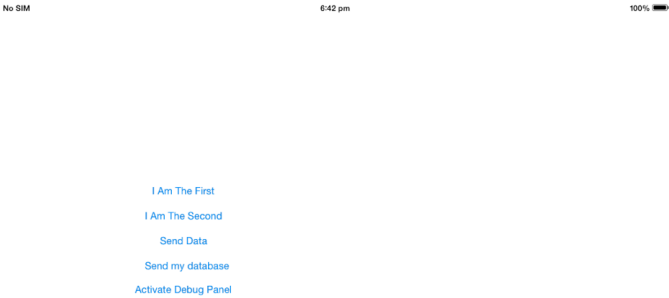 No SIM 6:42 pm 100%
I Am The First
I Am The Second
Send Data
Send my database
Activate Debug Panel